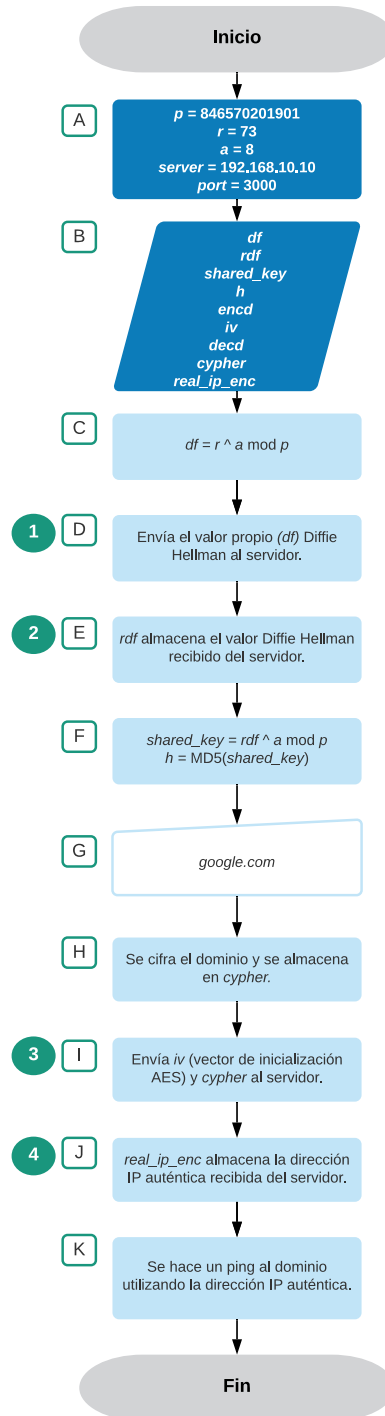 Inicio
A
p = 846570201901
r = 73
a = 8
server = 192.168.10.10
port = 3000
B
df
rdf
shared_key
h
encd
iv
decd
cypher
real_ip_enc
C
df = r ^ a mod p
1
D
Envía el valor propio (df) Diffie
Hellman al servidor.
2
E
rdf almacena el valor Diffie Hellman
recibido del servidor.
F
shared_key = rdf ^ a mod p
h = MD5(shared_key)
G
google.com
H
Se cifra el dominio y se almacena
en cypher.
3
I
Envía iv (vector de inicialización
AES) y cypher al servidor.
4
J
real_ip_enc almacena la dirección
IP auténtica recibida del servidor.
K
Se hace un ping al dominio
utilizando la dirección IP auténtica.
Fin